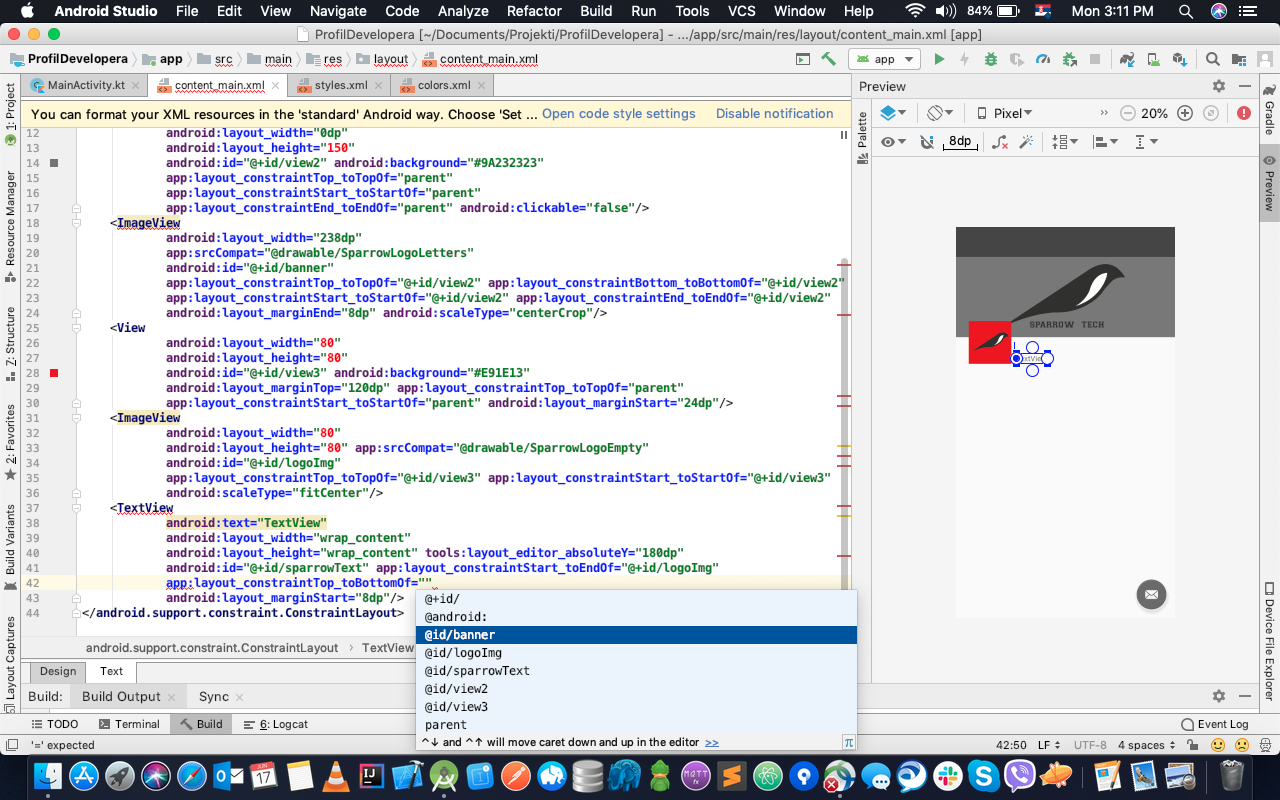 Android Studio File Edit View Navigate Code Analyze Refactor Build Run Tools VCS Window Help 84% Mon 3:11 PM
ProfilDevelopera [~/Documents/Projekti/ProfilDevelopera] - .../app/src/main/res/layout/content_main.xml [app]
ProfilDevelopera app src main res layout content_main.xml app
MainActivity.kt content_main.xml styles.xml colors.xml
You can format your XML resources in the 'standard' Android way. Choose 'Set ... Open code style settings Disable notification
12 android:layout_width="0dp"
13 android:layout_height="150"
14 android:id="@+id/view2" android:background="#9A232323"
15 app:layout_constraintTop_toTopOf="parent"
16 app:layout_constraintStart_toStartOf="parent"
17 app:layout_constraintEnd_toEndOf="parent" android:clickable="false"/>
18 <ImageView
19 android:layout_width="238dp"
20 app:srcCompat="@drawable/SparrowLogoLetters"
21 android:id="@+id/banner"
22 app:layout_constraintTop_toTopOf="@+id/view2" app:layout_constraintBottom_toBottomOf="@+id/view2"
23 app:layout_constraintStart_toStartOf="@+id/view2" app:layout_constraintEnd_toEndOf="@+id/view2"
24 android:layout_marginEnd="8dp" android:scaleType="centerCrop"/>
25 <View
26 android:layout_width="80"
27 android:layout_height="80"
28 android:id="@+id/view3" android:background="#E91E13"
29 android:layout_marginTop="120dp" app:layout_constraintTop_toTopOf="parent"
30 app:layout_constraintStart_toStartOf="parent" android:layout_marginStart="24dp"/>
31 <ImageView
32 android:layout_width="80"
33 android:layout_height="80" app:srcCompat="@drawable/SparrowLogoEmpty"
34 android:id="@+id/logoImg"
35 app:layout_constraintTop_toTopOf="@+id/view3" app:layout_constraintStart_toStartOf="@+id/view3"
36 android:scaleType="fitCenter"/>
37 <TextView
38 android:text="TextView"
39 android:layout_width="wrap_content"
40 android:layout_height="wrap_content" tools:layout_editor_absoluteY="180dp"
41 android:id="@+id/sparrowText" app:layout_constraintStart_toEndOf="@+id/logoImg"
42 app:layout_constraintTop_toBottomOf=""
43 android:layout_marginStart="8dp"/>
44 </android.support.constraint.ConstraintLayout>
@+id/
@android:
@id/banner
@id/logoImg
@id/sparrowText
@id/view2
@id/view3
parent
^↓ and ^↑ will move caret down and up in the editor >> π
android.support.constraint.ConstraintLayout › TextView
Design Text
Preview
Pixel 20%
8dp
SPARROW TECH
1: Project
Resource Manager
7: Structure
2: Favorites
Build Variants
Layout Captures
Palette
Gradle
Preview
Device File Explorer
Build: Build Output Sync
TODO Terminal Build 6: Logcat Event Log
'=' expected 42:50 LF UTF-8 4 spaces
JUN
17
IJ
MQTT
fx